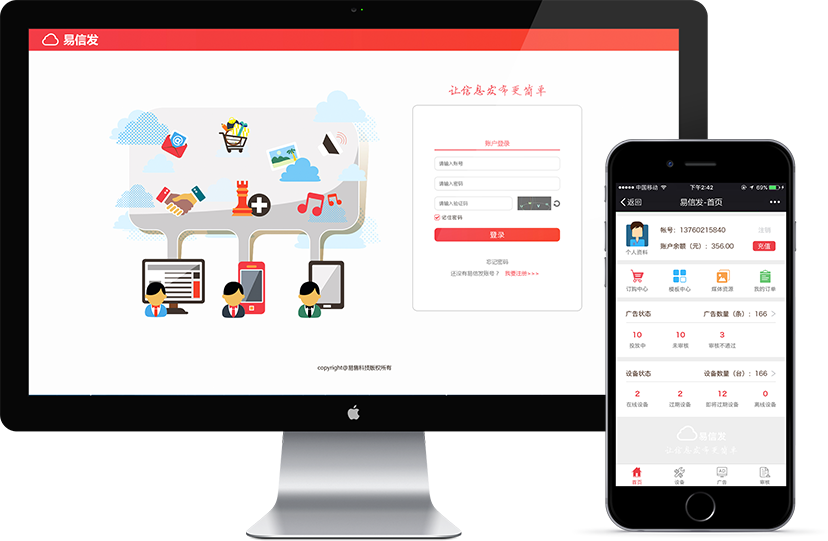 易信发
让信息发布更简单
账户登录
请输入账号
请输入密码
请输入验证码
记住密码
登录
忘记密码
还没有易信发账号？ 我要注册>>>
copyright@易售科技版权所有
中国移动 下午2:42 69%
返回 易信发-首页
帐号：13760215840 注销
账户余额（元）：356.00 充值
个人资料
订购中心 模板中心 媒体资源 我的订单
广告状态 广告数量（条）：166
10 10 3
投放中 未审核 审核不通过
设备状态 设备数量（台）：166
2 2 12 0
在线设备 过期设备 即将过期设备 离线设备
易信发
让信息发布更简单
首页 设备 广告 审核